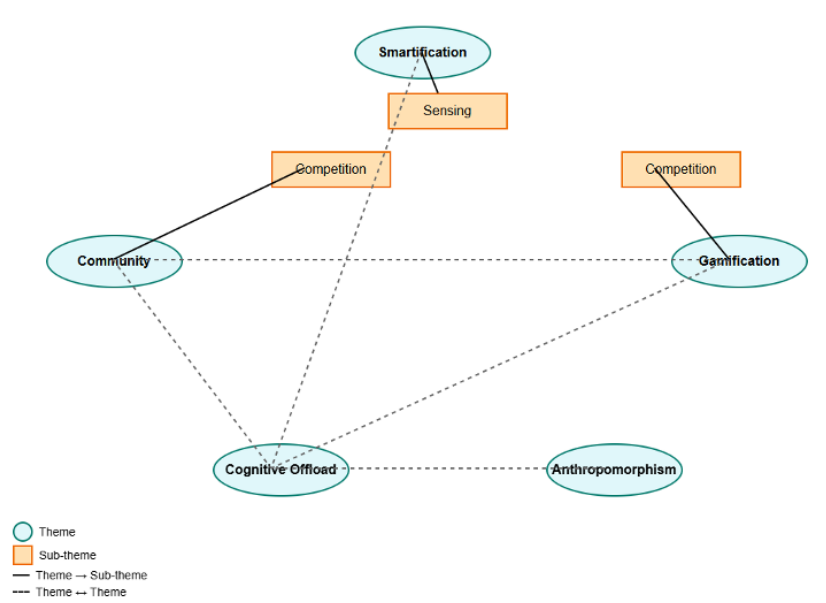 Smartification
Sensing
Competition
Competition
Community
Gamification
Cognitive Offload
Anthropomorphism
Theme
Sub-theme
Theme → Sub-theme
Theme ↔ Theme